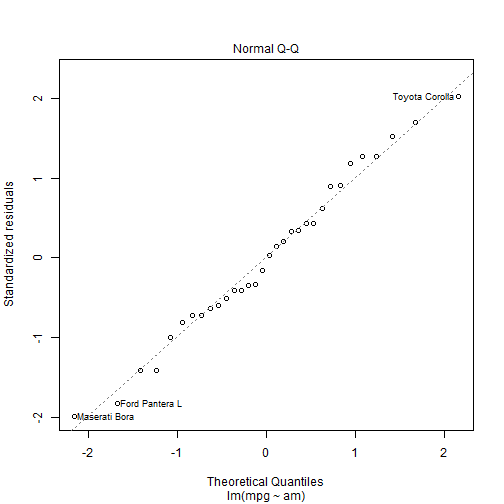 Normal Q-Q
Standardized residuals
2
1
0
-1
-2
Toyota Corolla
Ford Pantera L
Maserati Bora
-2 -1 0 1 2
Theoretical Quantiles
lm(mpg ~ am)